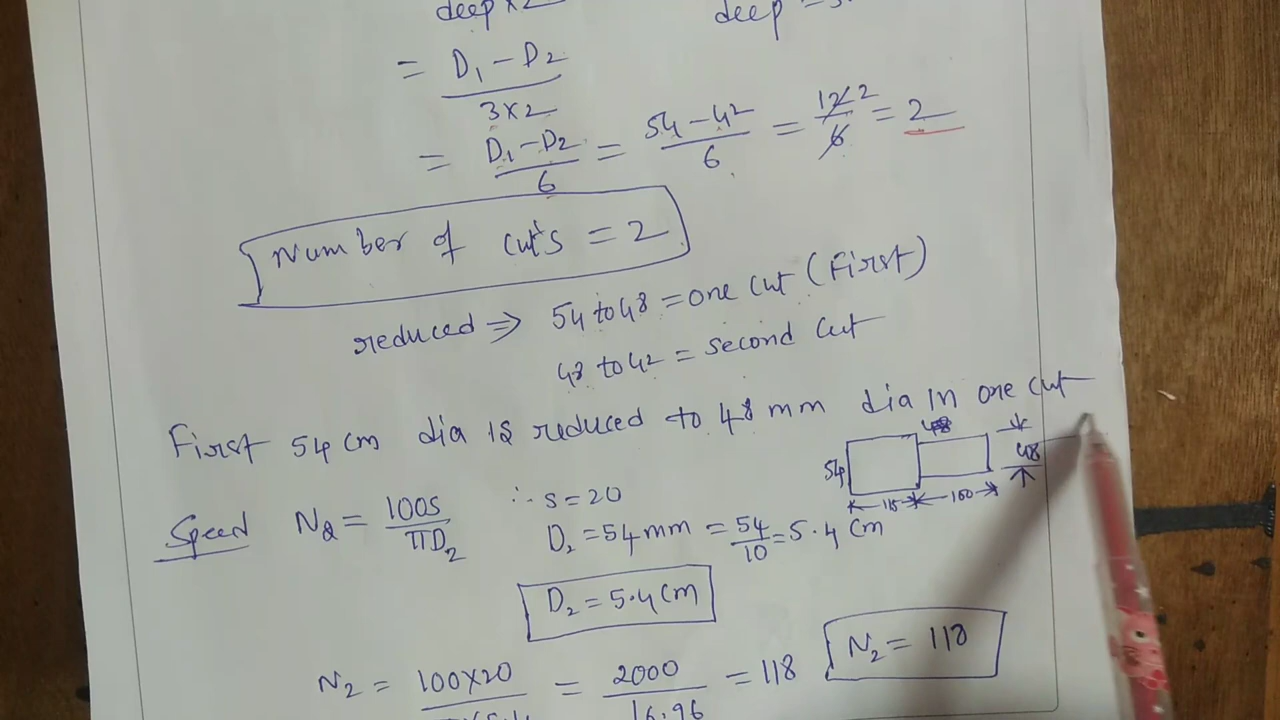 deep x2 deep
= D1 - D2
3x2
= D1 - D2 = 54 - 42 = 12 2 = 2
6 6 6
Number of cuts = 2
reduced ⇒ 54 to 48 = one cut (First)
48 to 42 = second cut
First 54 cm dia is reduced to 48 mm dia in one cut
48
54 48
115 160
Speed N2 = 100S ∴ S = 20
πD2 D2 = 54 mm = 54 = 5.4 cm
10
D2 = 5.4 cm
N2 = 100x20 = 2000 = 118 N2 = 118
16.96